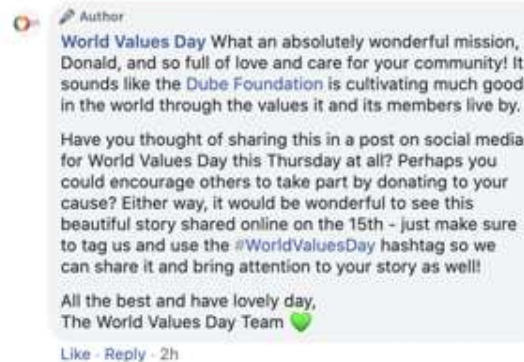 Author
World Values Day What an absolutely wonderful mission,
Donald, and so full of love and care for your community! It
sounds like the Dube Foundation is cultivating much good
in the world through the values it and its members live by.
Have you thought of sharing this in a post on social media
for World Values Day this Thursday at all? Perhaps you
could encourage others to take part by donating to your
cause? Either way, it would be wonderful to see this
beautiful story shared online on the 15th - just make sure
to tag us and use the #WorldValuesDay hashtag so we
can share it and bring attention to your story as well!
All the best and have lovely day,
The World Values Day Team 💚
Like · Reply · 2h